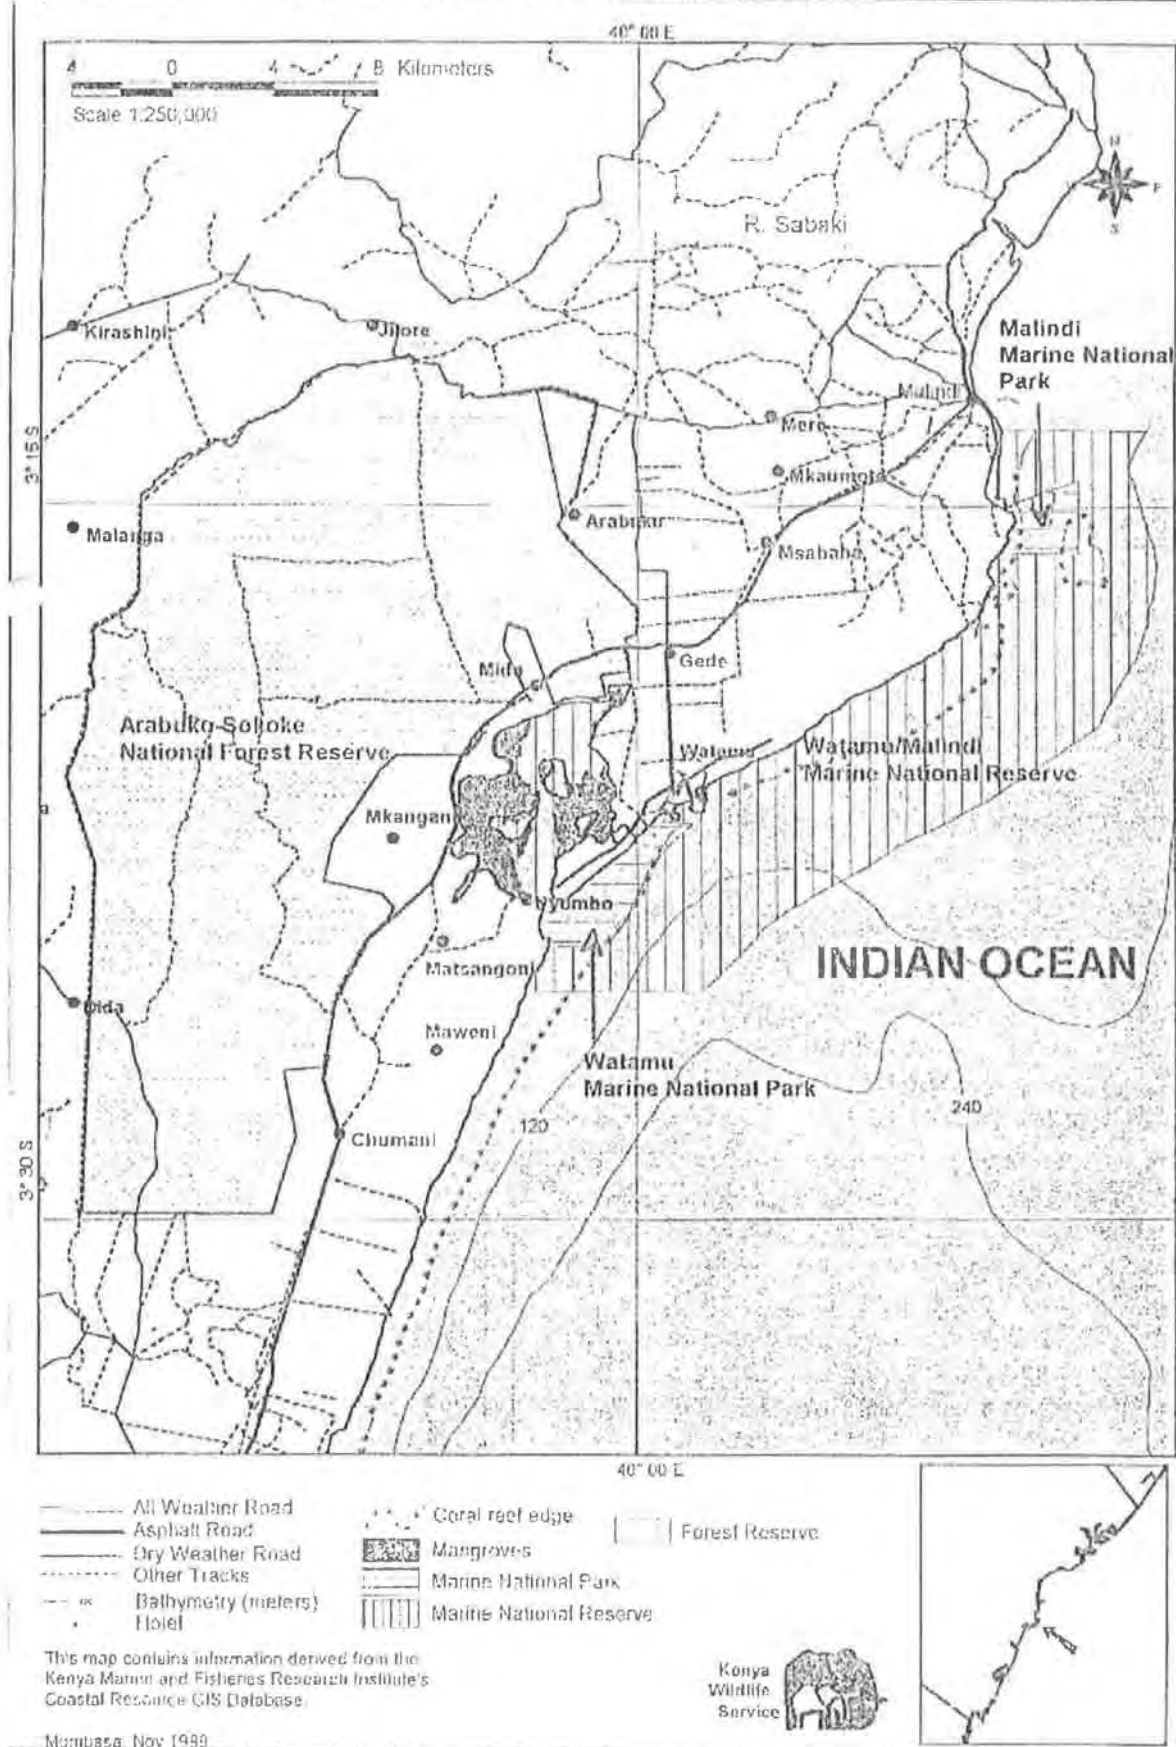 40° 00 E
4 0 4 8 Kilometers
Scale 1:250,000
N
E
S
R. Sabaki
Kirashini
Jilore
Malindi
Marine National
Park
Malindi
Mere
3° 15 S
Mkaumoto
Arabuku
Malanga
Msabaha
Gede
Mida
Arabuko-Sokoke
National Forest Reserve
Watamu
Watamu/Malindi
Marine National Reserve
Mkangani
Uyumbo
INDIAN OCEAN
Matsangoni
Dida
Maweni
Watamu
Marine National Park
240
120
Chumani
3° 30 S
40° 00 E
All Weather Road
Asphalt Road
Dry Weather Road
Other Tracks
Bathymetry (meters)
Hotel
Coral reef edge
Mangroves
Marine National Park
Marine National Reserve
Forest Reserve
This map contains information derived from the
Kenya Marine and Fisheries Research Institute's
Coastal Resource GIS Database
Mombasa, Nov 1999
Kenya
Wildlife
Service